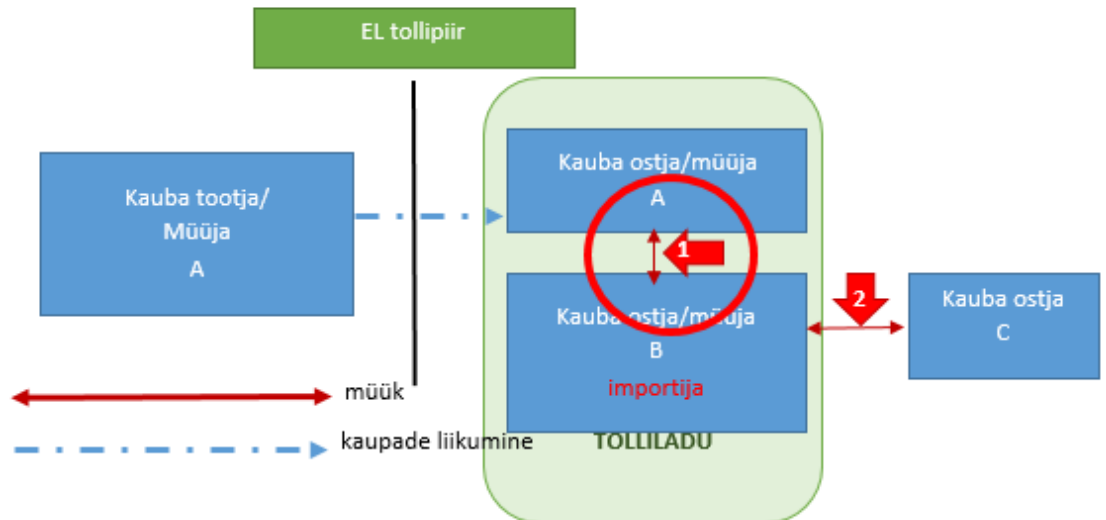 EL tollipiir
Kauba tootja/
Müüja
A
Kauba ostja/müüja
A
1
Kauba ostja/müüja
B
importija
TOLLILADU
2
Kauba ostja
C
müük
kaupade liikumine